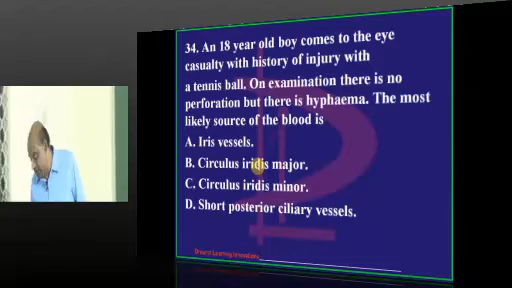 34. An 18 year old boy comes to the eye
casualty with history of injury with
a tennis ball. On examination there is no
perforation but there is hyphaema. The most
likely source of the blood is
A. Iris vessels.
B. Circulus iridis major.
C. Circulus iridis minor.
D. Short posterior ciliary vessels.